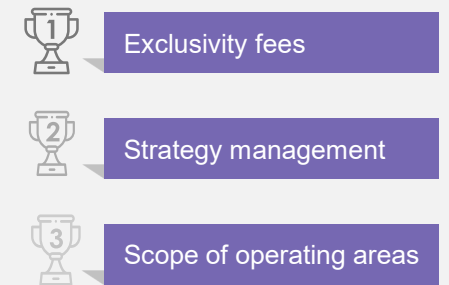 1
Exclusivity fees
2
Strategy management
3
Scope of operating areas